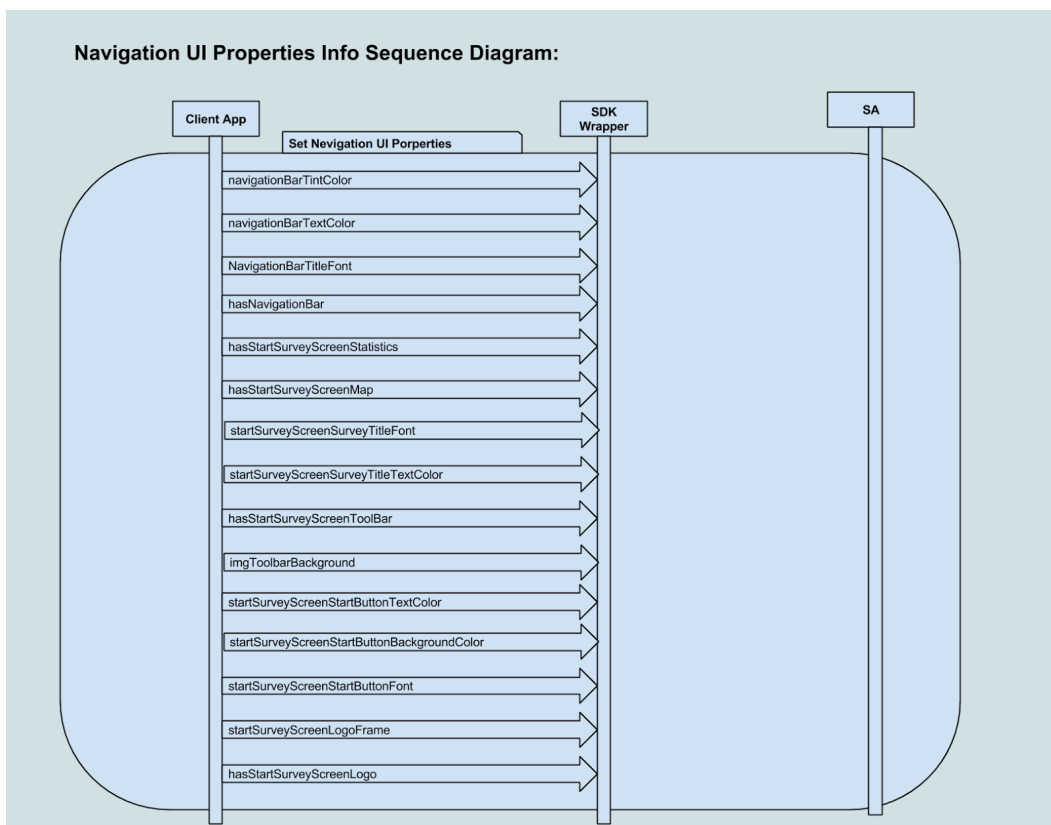 Navigation UI Properties Info Sequence Diagram:
Client App
SDK
Wrapper
SA
Set Nevigation UI Porperties
navigationBarTintColor
navigationBarTextColor
NavigationBarTitleFont
hasNavigationBar
hasStartSurveyScreenStatistics
hasStartSurveyScreenMap
startSurveyScreenSurveyTitleFont
startSurveyScreenSurveyTitleTextColor
hasStartSurveyScreenToolBar
imgToolbarBackground
startSurveyScreenStartButtonTextColor
startSurveyScreenStartButtonBackgroundColor
startSurveyScreenStartButtonFont
startSurveyScreenLogoFrame
hasStartSurveyScreenLogo